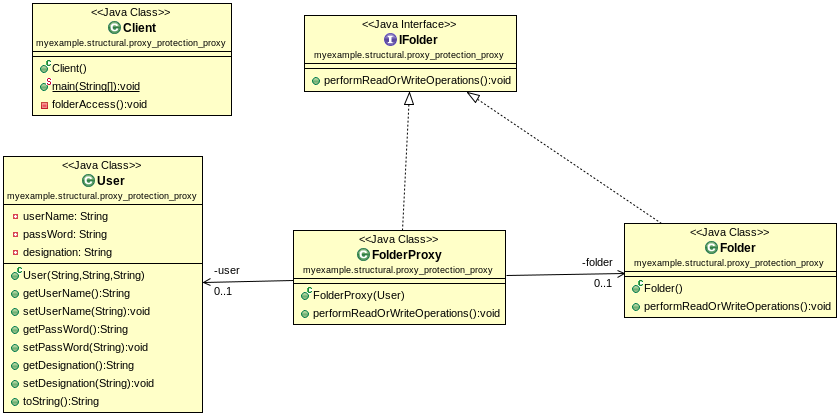 <<Java Class>>
Client
myexample.structural.proxy_protection_proxy
Client()
main(String[]):void
folderAccess():void
<<Java Interface>>
IFolder
myexample.structural.proxy_protection_proxy
performReadOrWriteOperations():void
<<Java Class>>
User
myexample.structural.proxy_protection_proxy
userName: String
passWord: String
designation: String
User(String,String,String)
getUserName():String
setUserName(String):void
getPassWord():String
setPassWord(String):void
getDesignation():String
setDesignation(String):void
toString():String
-user
0..1
<<Java Class>>
FolderProxy
myexample.structural.proxy_protection_proxy
FolderProxy(User)
performReadOrWriteOperations():void
-folder
0..1
<<Java Class>>
Folder
myexample.structural.proxy_protection_proxy
Folder()
performReadOrWriteOperations():void